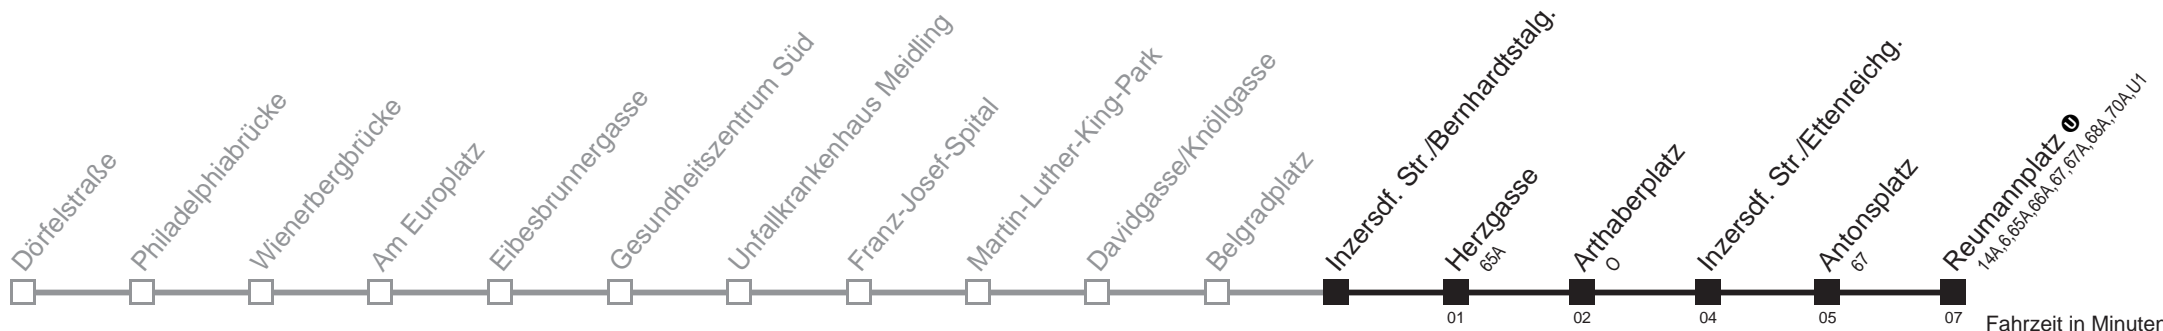 Dörfelstraße
Philadelphiabrücke
Wienerbergbrücke
Am Europlatz
Eibesbrunnergasse
Gesundheitszentrum Süd
Unfallkrankenhaus Meidling
Franz-Josef-Spital
Martin-Luther-King-Park
Davidgasse/Knöllgasse
Belgradplatz
Inzersdf. Str./Bernhardtstalg.
Herzgasse
65A
01
Arthaberplatz
O
02
Inzersdf. Str./Ettenreichg.
04
Antonsplatz
67
05
Reumannplatz U
14A,6,65A,66A,67,67A,68A,70A,U1
07
Fahrzeit in Minuten